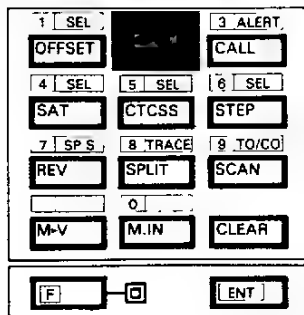 1 SEL 3 ALERT
OFFSET CALL
4 SEL 5 SEL 6 SEL
SAT CTCSS STEP
7 SP S 8 TRACE 9 TO/CO
REV SPLIT SCAN
0
M▸V M.IN CLEAR
F ENT